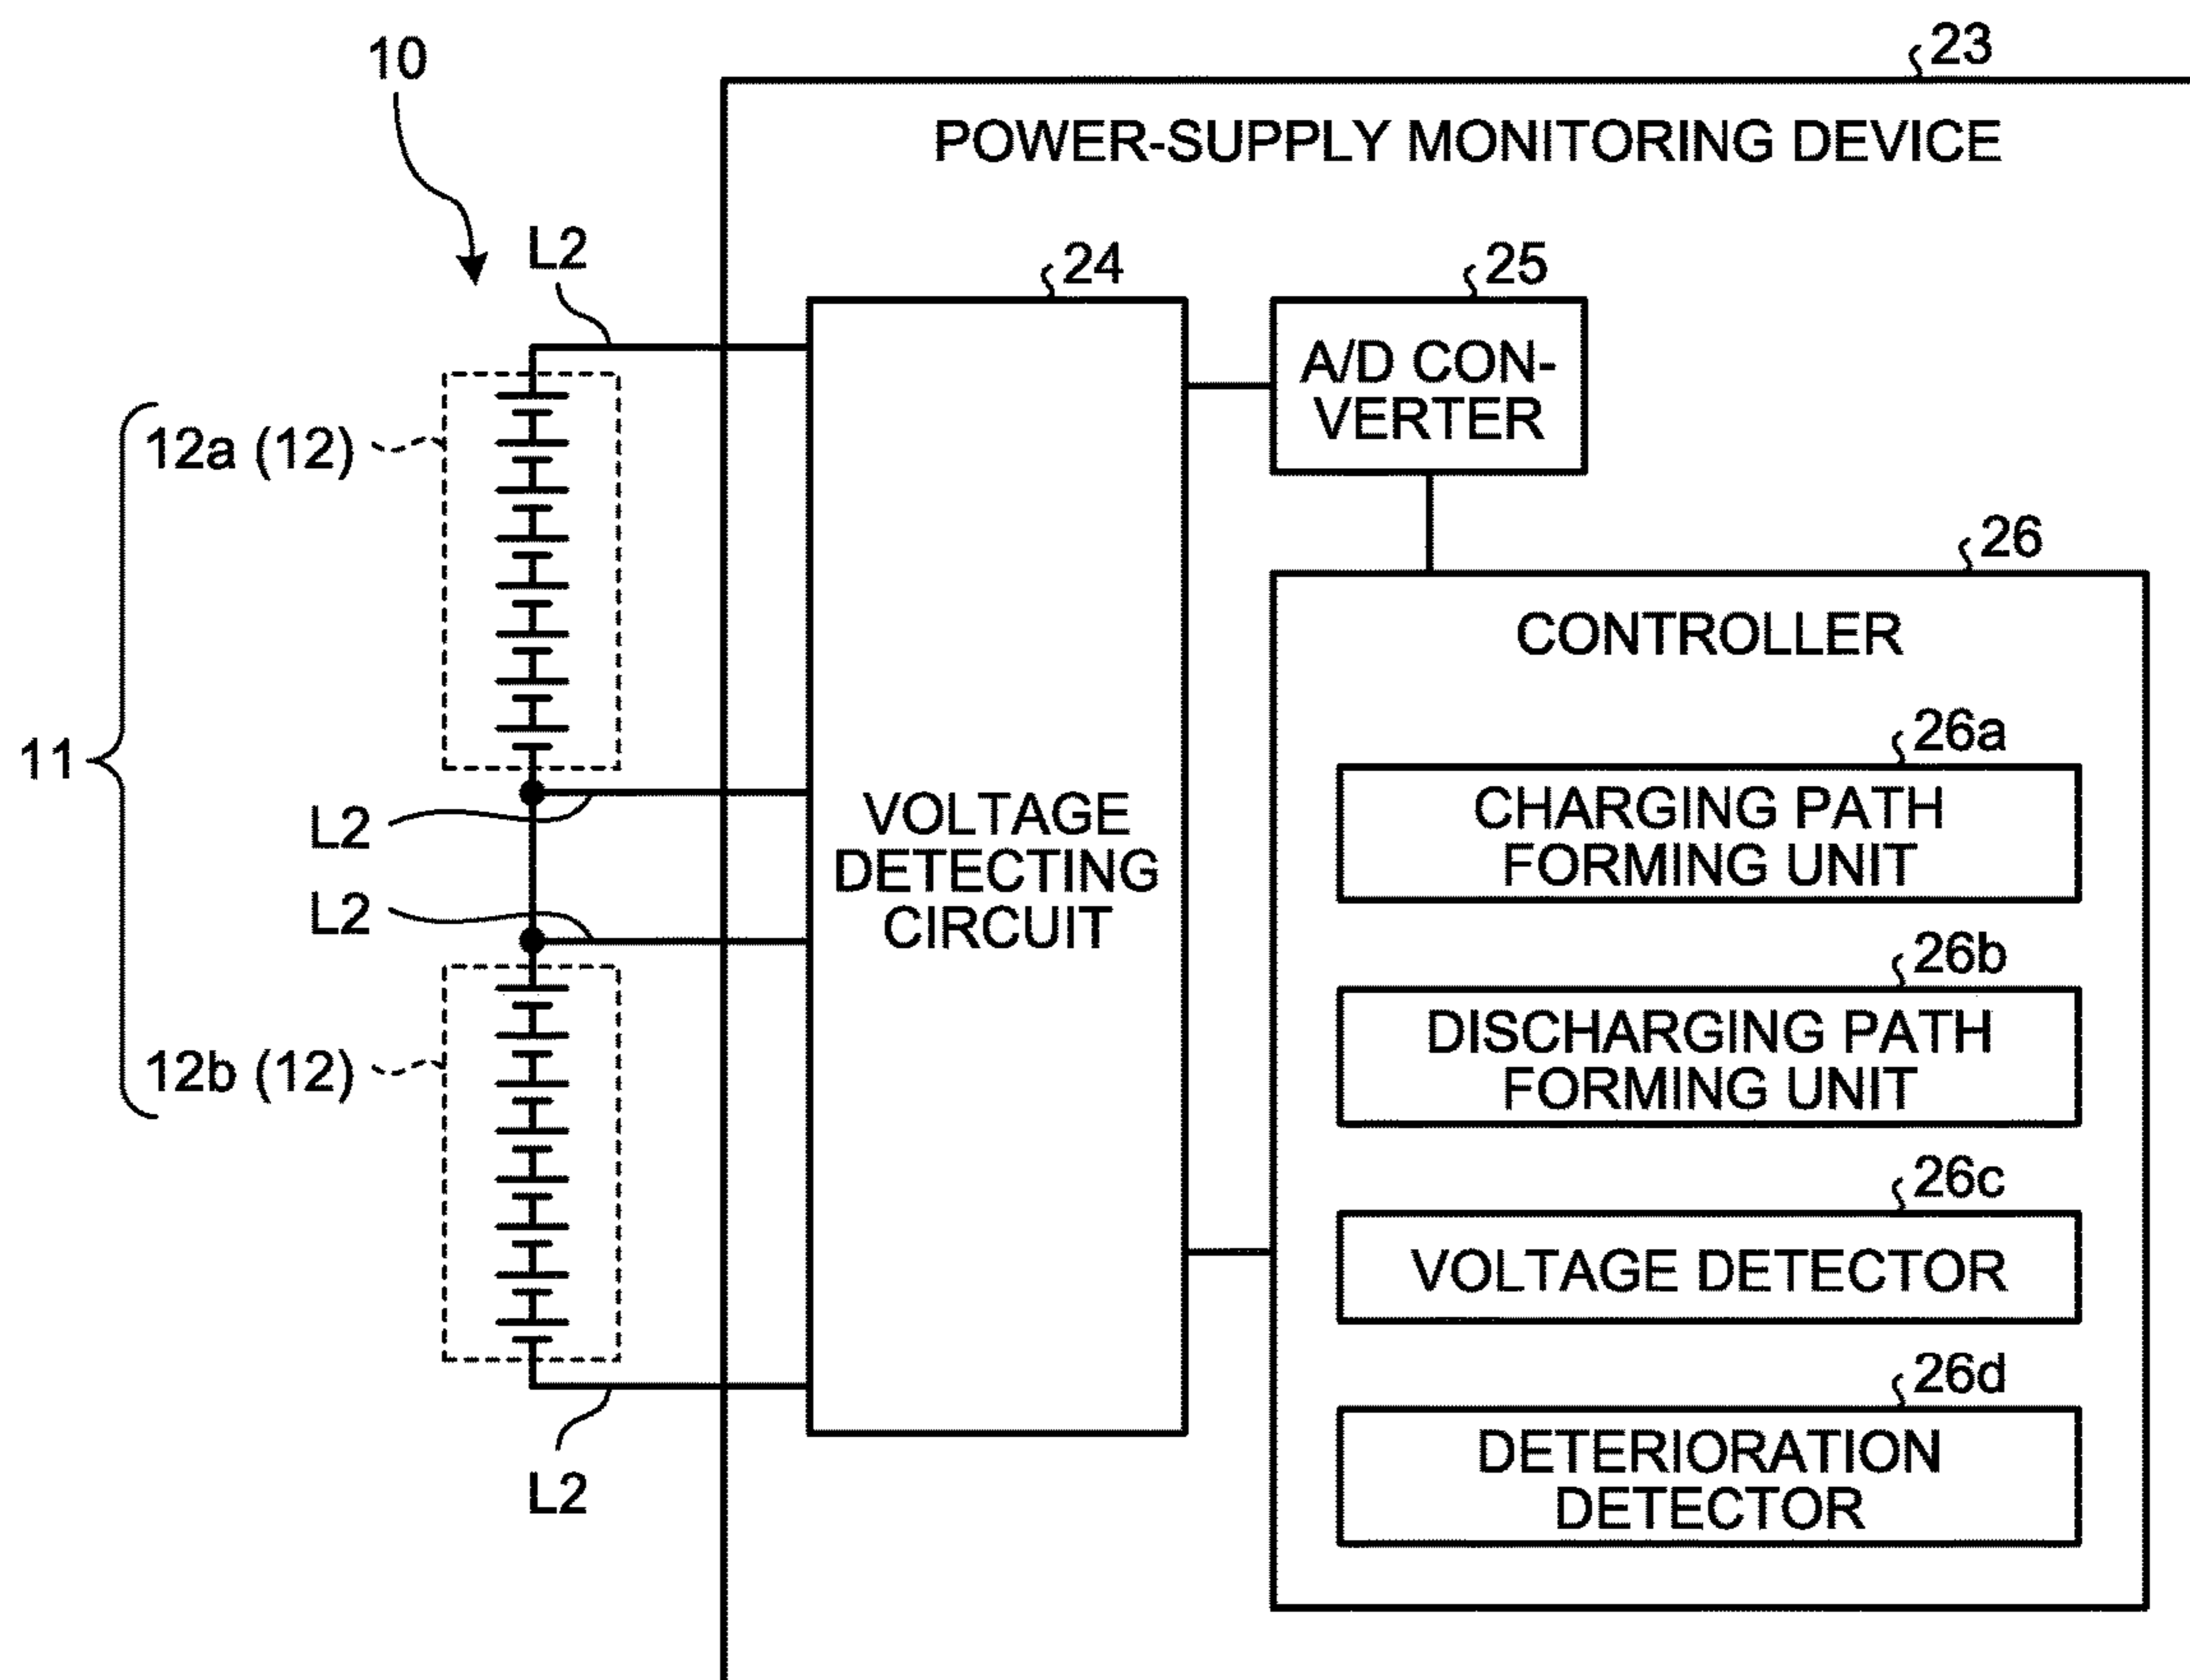 23
10
POWER-SUPPLY MONITORING DEVICE
L2
24
25
A/D CON-
VERTER
12a (12)
26
CONTROLLER
26a
11
CHARGING PATH
FORMING UNIT
L2
VOLTAGE
DETECTING
CIRCUIT
L2
26b
DISCHARGING PATH
FORMING UNIT
12b (12)
26c
VOLTAGE DETECTOR
26d
DETERIORATION
DETECTOR
L2